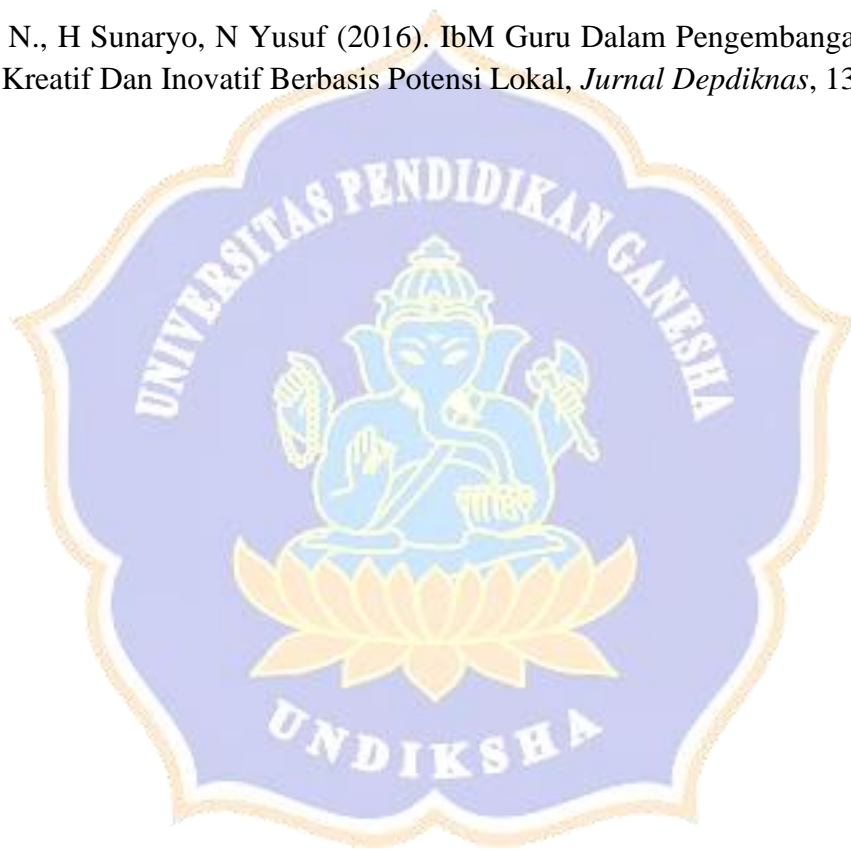 N., H Sunaryo, N Yusuf (2016). IbM Guru Dalam Pengembanga
Kreatif Dan Inovatif Berbasis Potensi Lokal, Jurnal Depdiknas, 13
UNIVERSITAS PENDIDIKAN GANESHA
UNDIKSHA